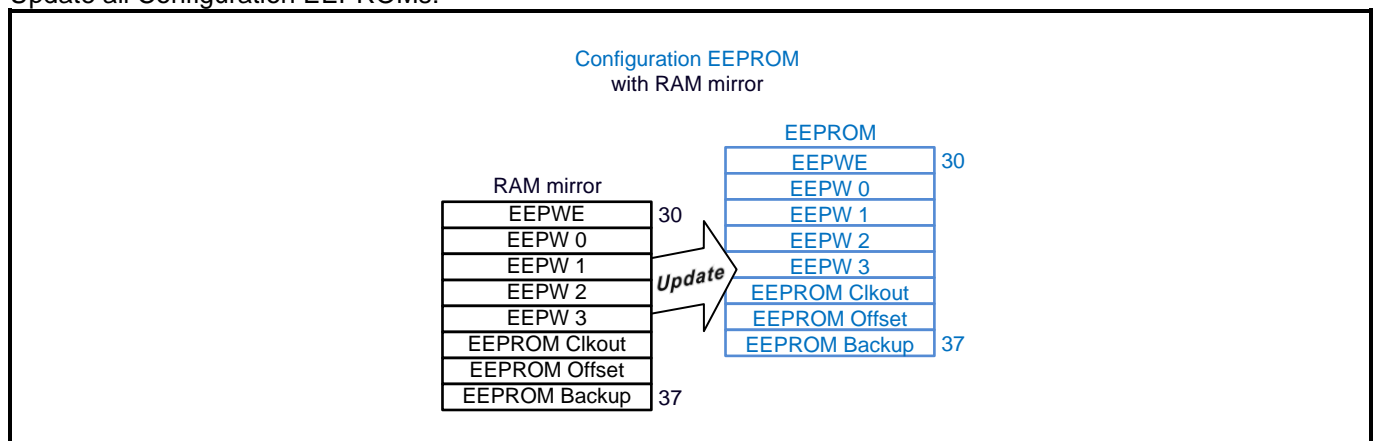 Update all Configuration EEPROMs:
Configuration EEPROM
with RAM mirror
EEPROM
EEPWE 30
EEPW 0
EEPW 1
EEPW 2
EEPW 3
EEPROM Clkout
EEPROM Offset
EEPROM Backup 37
RAM mirror
EEPWE 30
EEPW 0
EEPW 1
EEPW 2
EEPW 3
EEPROM Clkout
EEPROM Offset
EEPROM Backup 37
Update